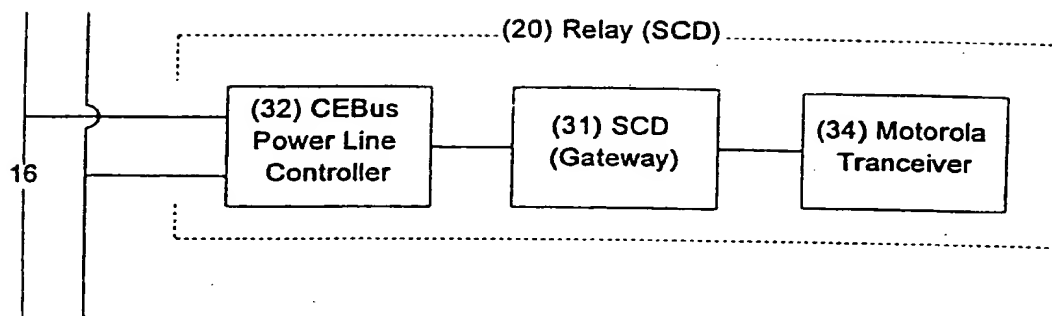 (20) Relay (SCD)
(32) CEBus
Power Line
Controller
(31) SCD
(Gateway)
(34) Motorola
Tranceiver
16